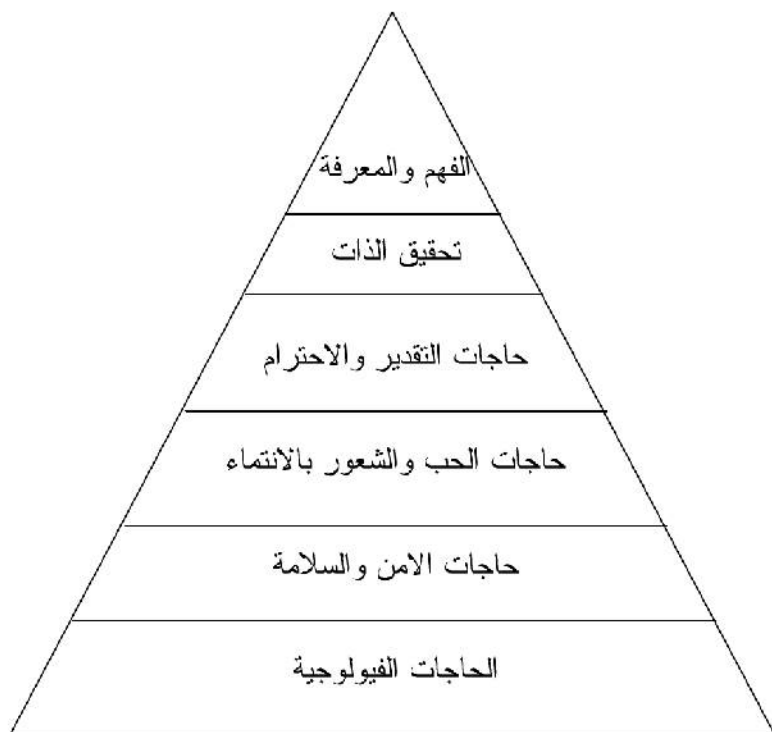 الفهم والمعرفة
تحقيق الذات
حاجات التقدير والاحترام
حاجات الحب والشعور بالانتماء
حاجات الامن والسلامة
الحاجات الفيولوجية